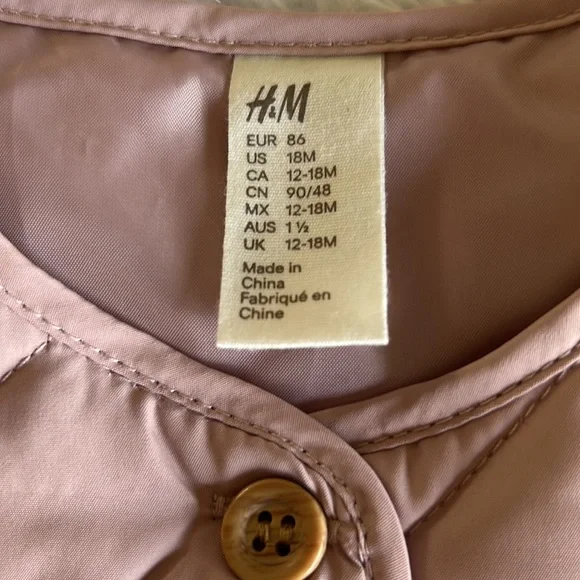 H&M
EUR 86
US 18M
CA 12-18M
CN 90/48
MX 12-18M
AUS 1½
UK 12-18M
Made in
China
Fabriqué en
Chine